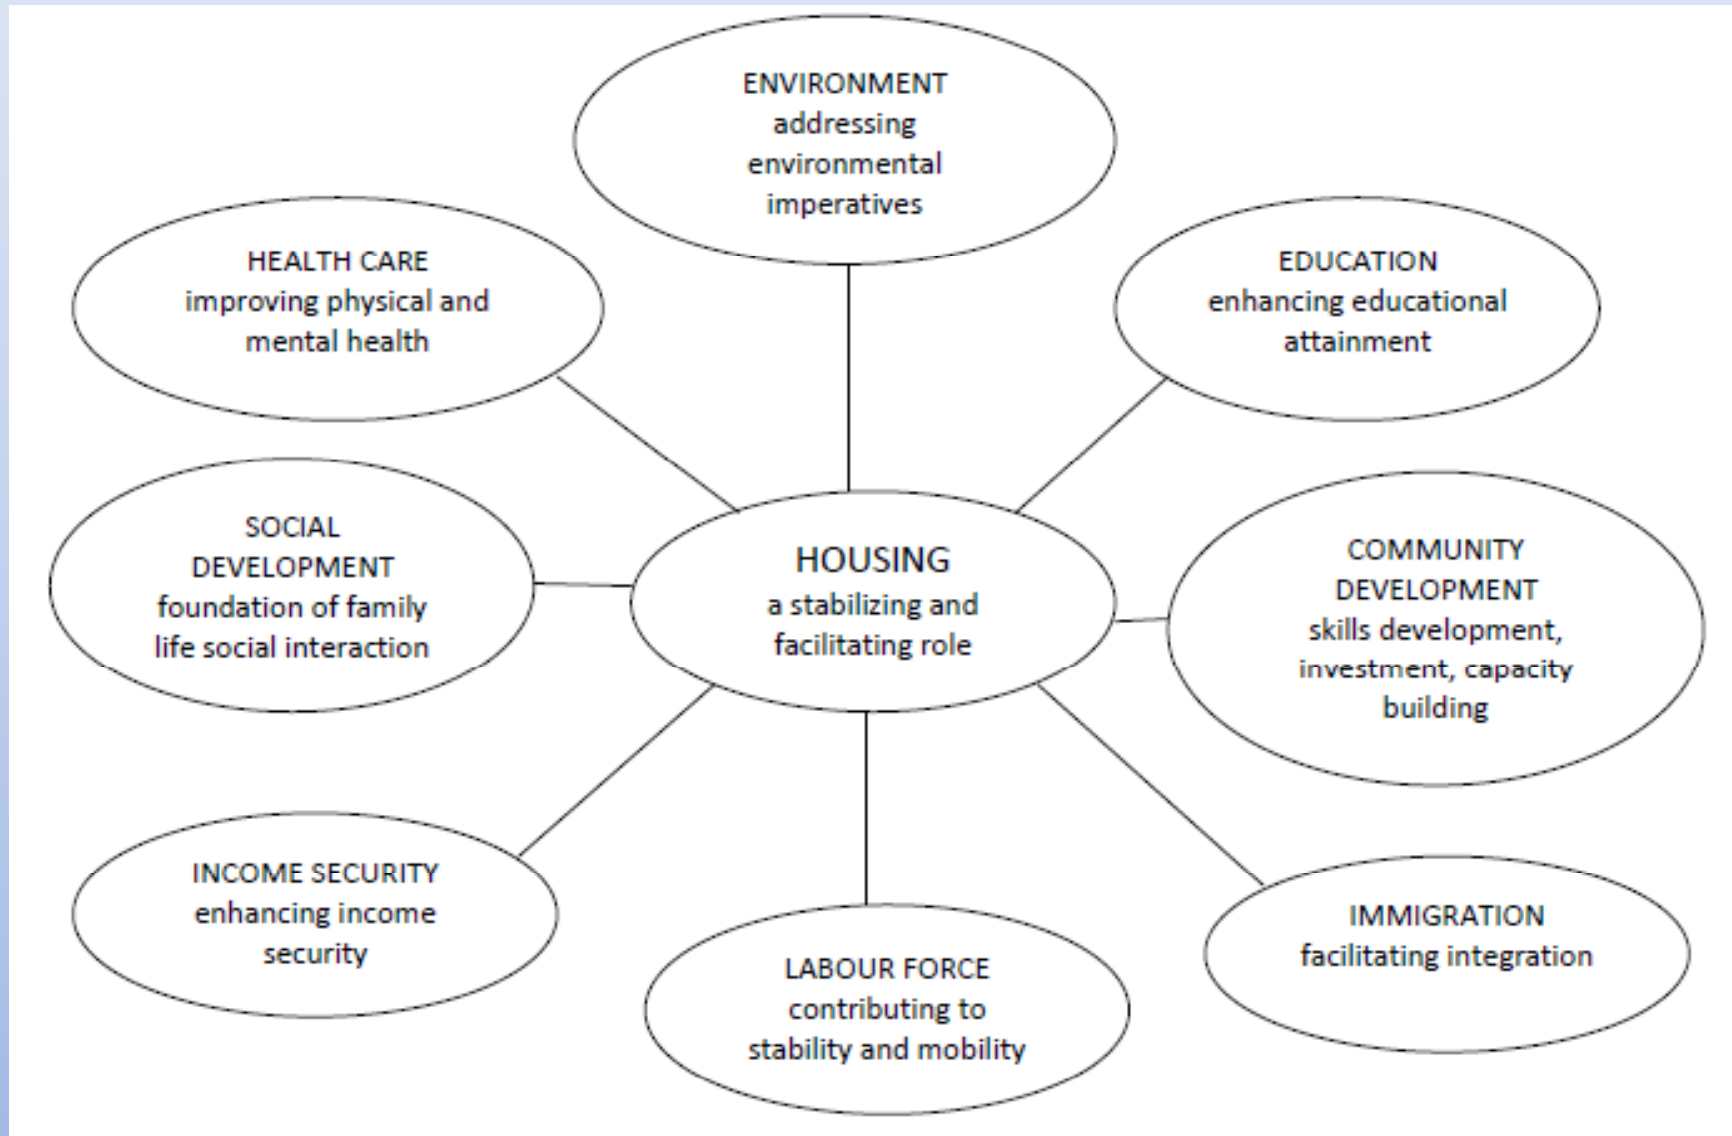 ENVIRONMENT
addressing
environmental
imperatives
HEALTH CARE
improving physical and
mental health
EDUCATION
enhancing educational
attainment
SOCIAL
DEVELOPMENT
foundation of family
life social interaction
HOUSING
a stabilizing and
facilitating role
COMMUNITY
DEVELOPMENT
skills development,
investment, capacity
building
INCOME SECURITY
enhancing income
security
LABOUR FORCE
contributing to
stability and mobility
IMMIGRATION
facilitating integration